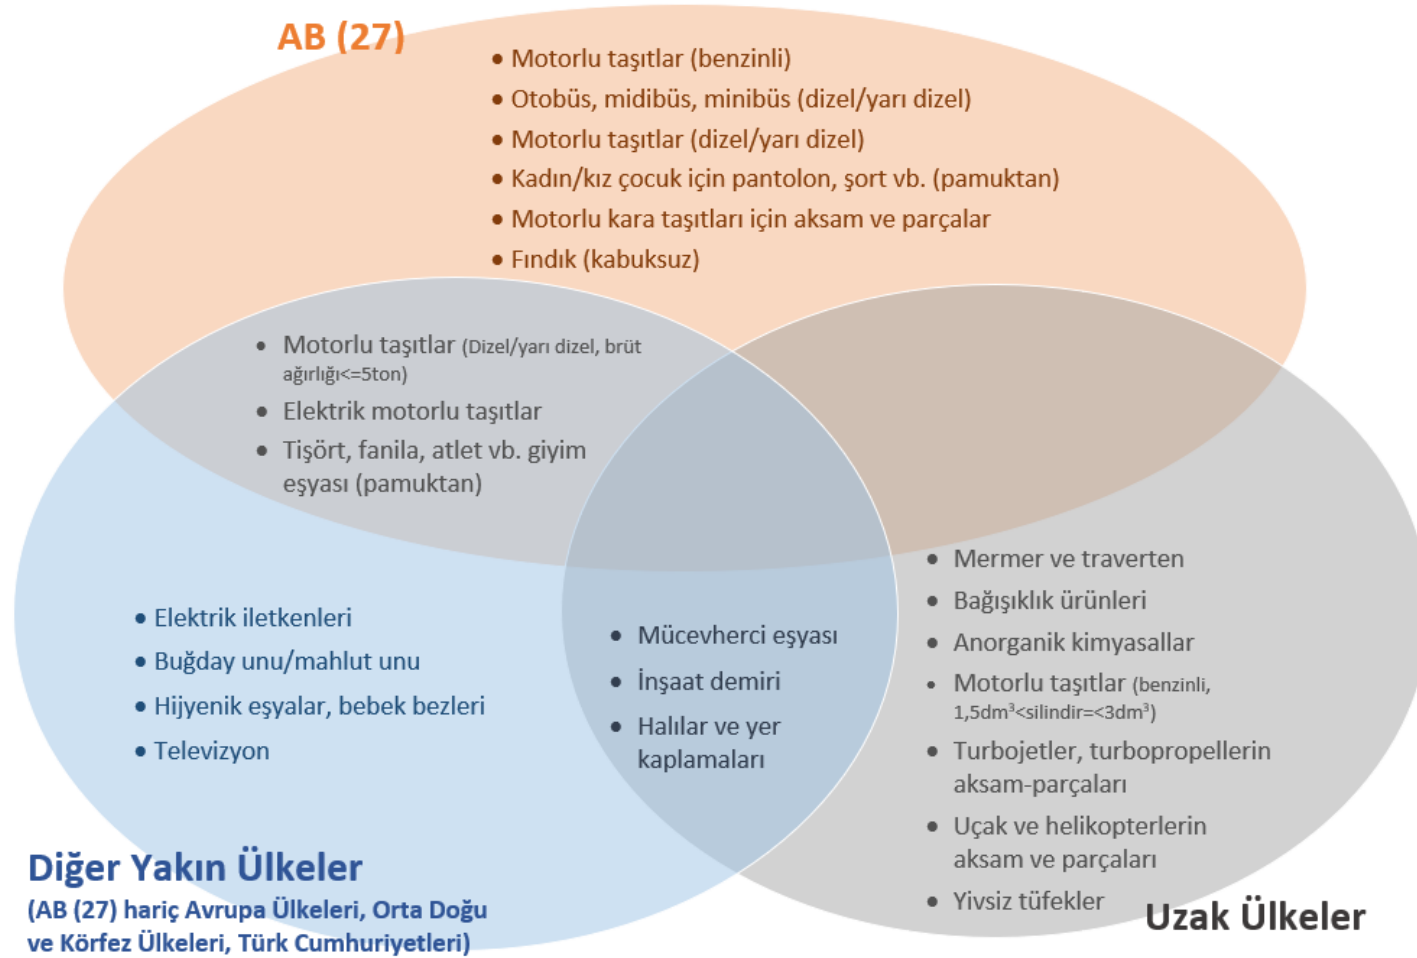 AB (27)
• Motorlu taşıtlar (benzinli)
• Otobüs, midibüs, minibüs (dizel/yarı dizel)
• Motorlu taşıtlar (dizel/yarı dizel)
• Kadın/kız çocuk için pantolon, şort vb. (pamuktan)
• Motorlu kara taşıtları için aksam ve parçalar
• Fındık (kabuksuz)
• Motorlu taşıtlar (Dizel/yarı dizel, brüt
ağırlığı<=5ton)
• Elektrik motorlu taşıtlar
• Tişört, fanila, atlet vb. giyim
eşyası (pamuktan)
• Elektrik iletkenleri
• Buğday unu/mahlut unu
• Hijyenik eşyalar, bebek bezleri
• Televizyon
• Mücevherci eşyası
• İnşaat demiri
• Halılar ve yer
kaplamaları
• Mermer ve traverten
• Bağışıklık ürünleri
• Anorganik kimyasallar
• Motorlu taşıtlar (benzinli,
1,5dm³<silindir=<3dm³)
• Turbojetler, turbopropellerin
aksam-parçaları
• Uçak ve helikopterlerin
aksam ve parçaları
• Yivsiz tüfekler
Diğer Yakın Ülkeler
(AB (27) hariç Avrupa Ülkeleri, Orta Doğu
ve Körfez Ülkeleri, Türk Cumhuriyetleri)
Uzak Ülkeler